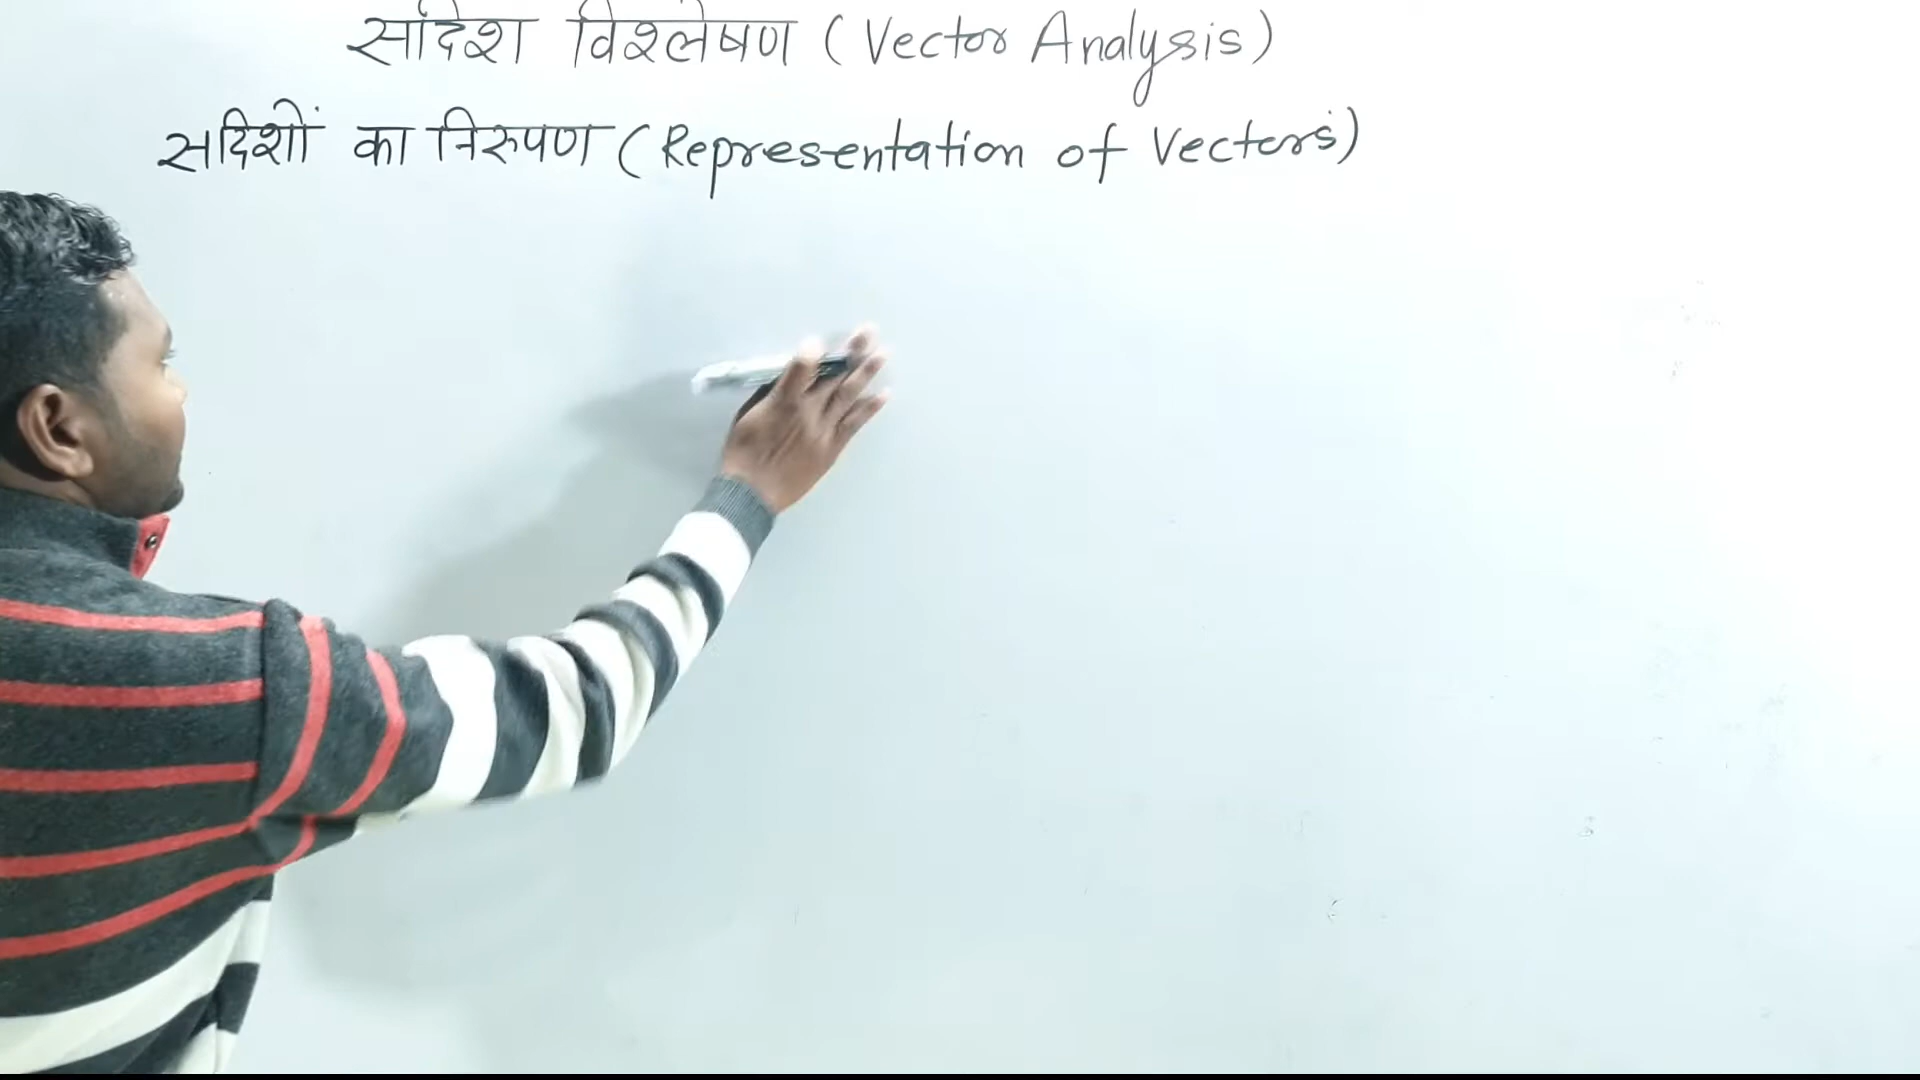 सदिश विश्लेषण (Vector Analysis)
सदिशों का निरुपण (Representation of Vectors)